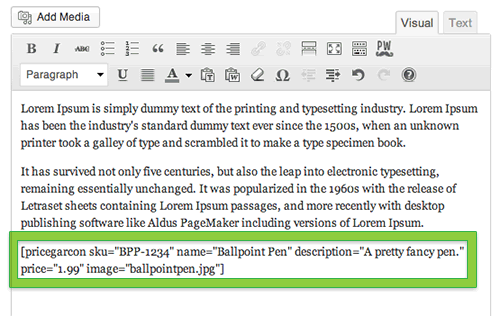 Add Media
Visual Text
B I ABC PW
Paragraph U A Ω ?
Lorem Ipsum is simply dummy text of the printing and typesetting industry. Lorem Ipsum
has been the industry's standard dummy text ever since the 1500s, when an unknown
printer took a galley of type and scrambled it to make a type specimen book.
It has survived not only five centuries, but also the leap into electronic typesetting,
remaining essentially unchanged. It was popularized in the 1960s with the release of
Letraset sheets containing Lorem Ipsum passages, and more recently with desktop
publishing software like Aldus PageMaker including versions of Lorem Ipsum.
[pricegarcon sku="BPP-1234" name="Ballpoint Pen" description="A pretty fancy pen."
price="1.99" image="ballpointpen.jpg"]